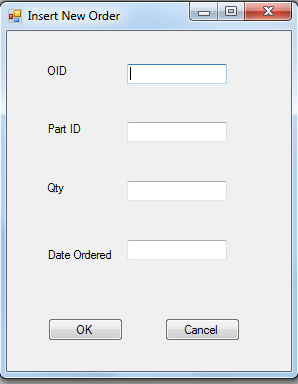 Insert New Order
OID
Part ID
Qty
Date Ordered
OK Cancel